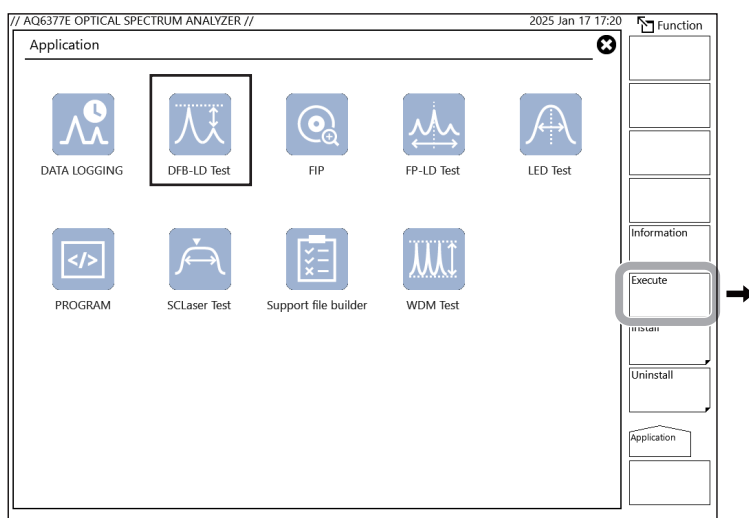 // AQ6377E OPTICAL SPECTRUM ANALYZER // 2025 Jan 17 17:20
Function
Application
DATA LOGGING
DFB-LD Test
FIP
FP-LD Test
LED Test
PROGRAM
</>
SCLaser Test
Support file builder
WDM Test
Information
Execute
Install
Uninstall
Application